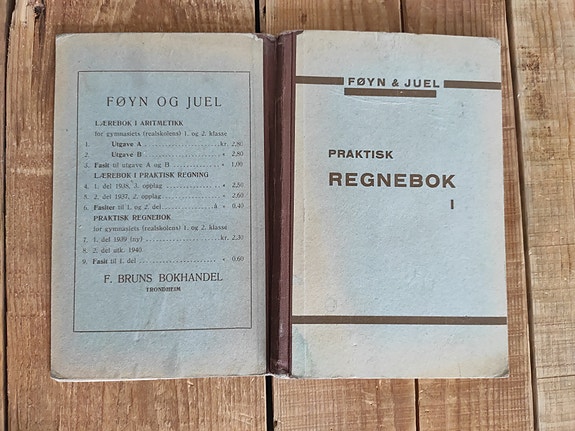 FØYN OG JUEL
LÆREBOK I ARITMETIKK
for gymnasiets (realskolens) 1. og 2. klasse
1. Utgave A ... kr. 2,80
2. Utgave B ... « 2,80
3. Fasit til utgave A og B ... « 1,00
LÆREBOK I PRAKTISK REGNING
4. 1. del 1938, 3. opplag ... « 2,50
5. 2. del 1937, 2. opplag ... « 2,60
6. Fasiter til 1. og 2. del ... à « 0.40
PRAKTISK REGNEBOK
for gymnasiets (realskolens) 1. og 2. klasse
7. 1. del 1939 (ny) ... kr. 2,30
8. 2. del utk. 1940.
9. Fasit til 1. del ... « 0.60
F. BRUNS BOKHANDEL
TRONDHEIM
FØYN & JUEL
PRAKTISK
REGNEBOK
I